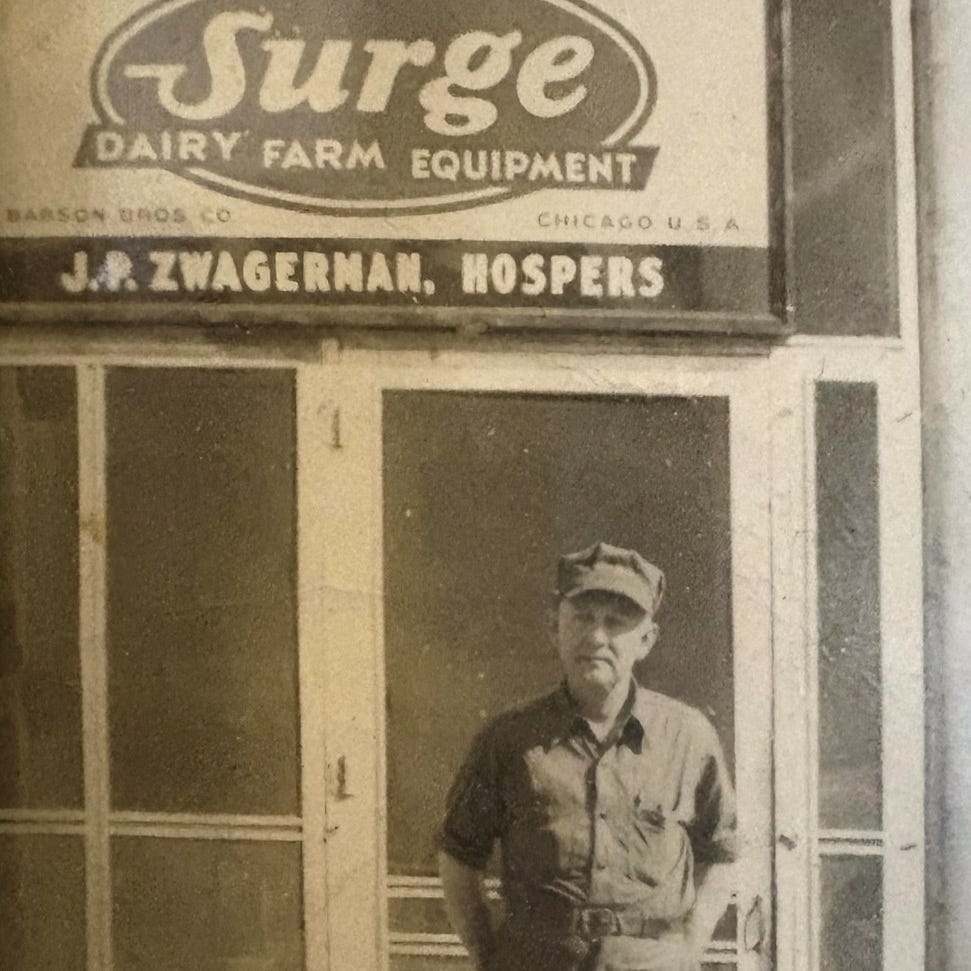 Surge
DAIRY FARM EQUIPMENT
BABSON BROS CO CHICAGO U.S.A
J.P. ZWAGERMAN, HOSPERS